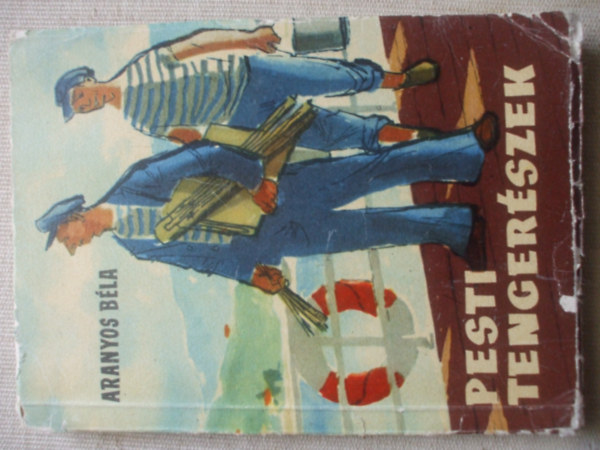 ARANYOS BÉLA
PESTI
TENGERÉSZEK